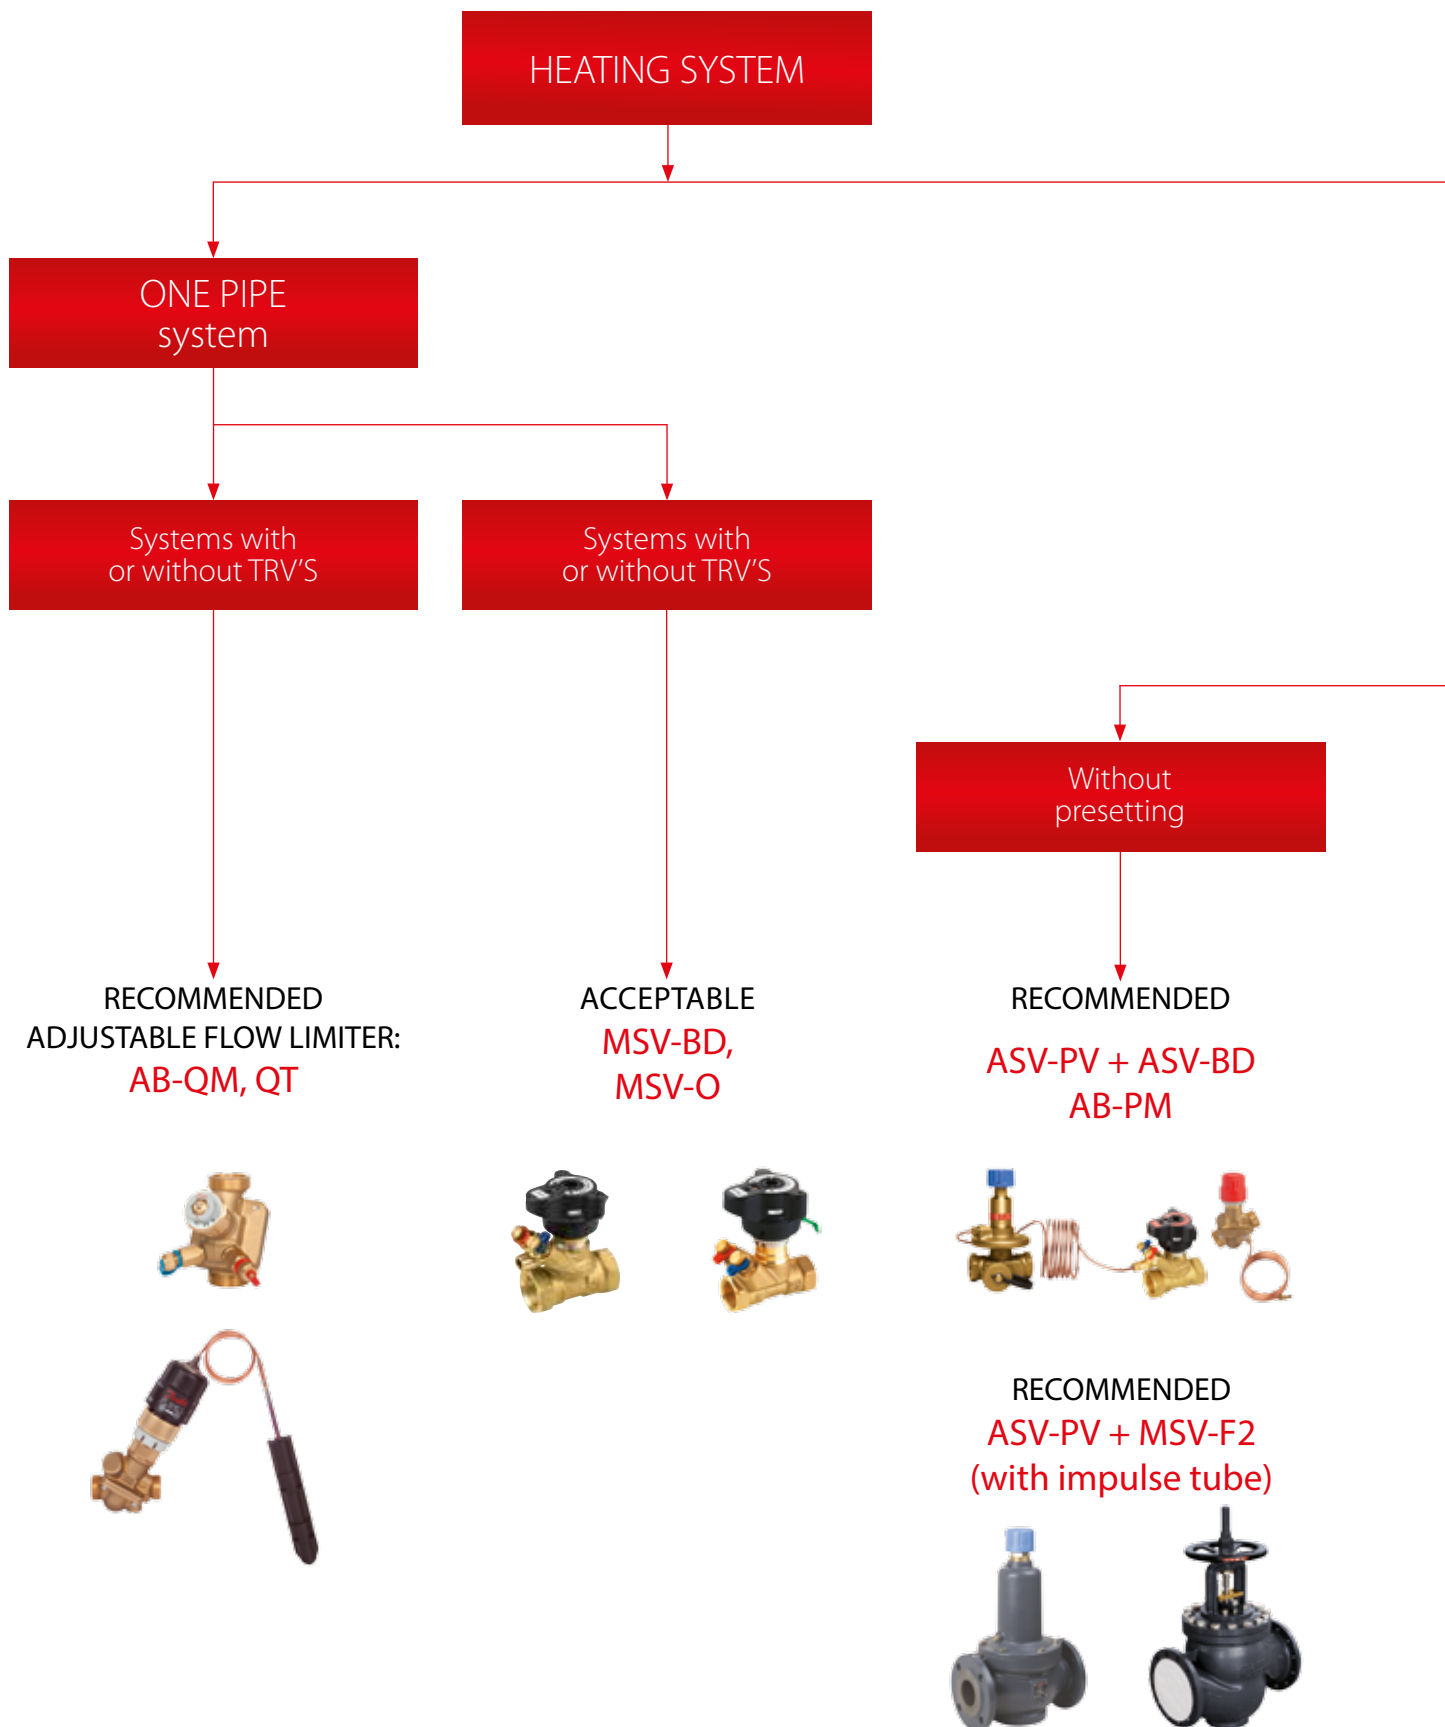 HEATING SYSTEM
ONE PIPE
system
Systems with
or without TRV'S
Systems with
or without TRV'S
Without
presetting
RECOMMENDED
ADJUSTABLE FLOW LIMITER:
AB-QM, QT
ACCEPTABLE
MSV-BD,
MSV-O
RECOMMENDED
ASV-PV + ASV-BD
AB-PM
RECOMMENDED
ASV-PV + MSV-F2
(with impulse tube)